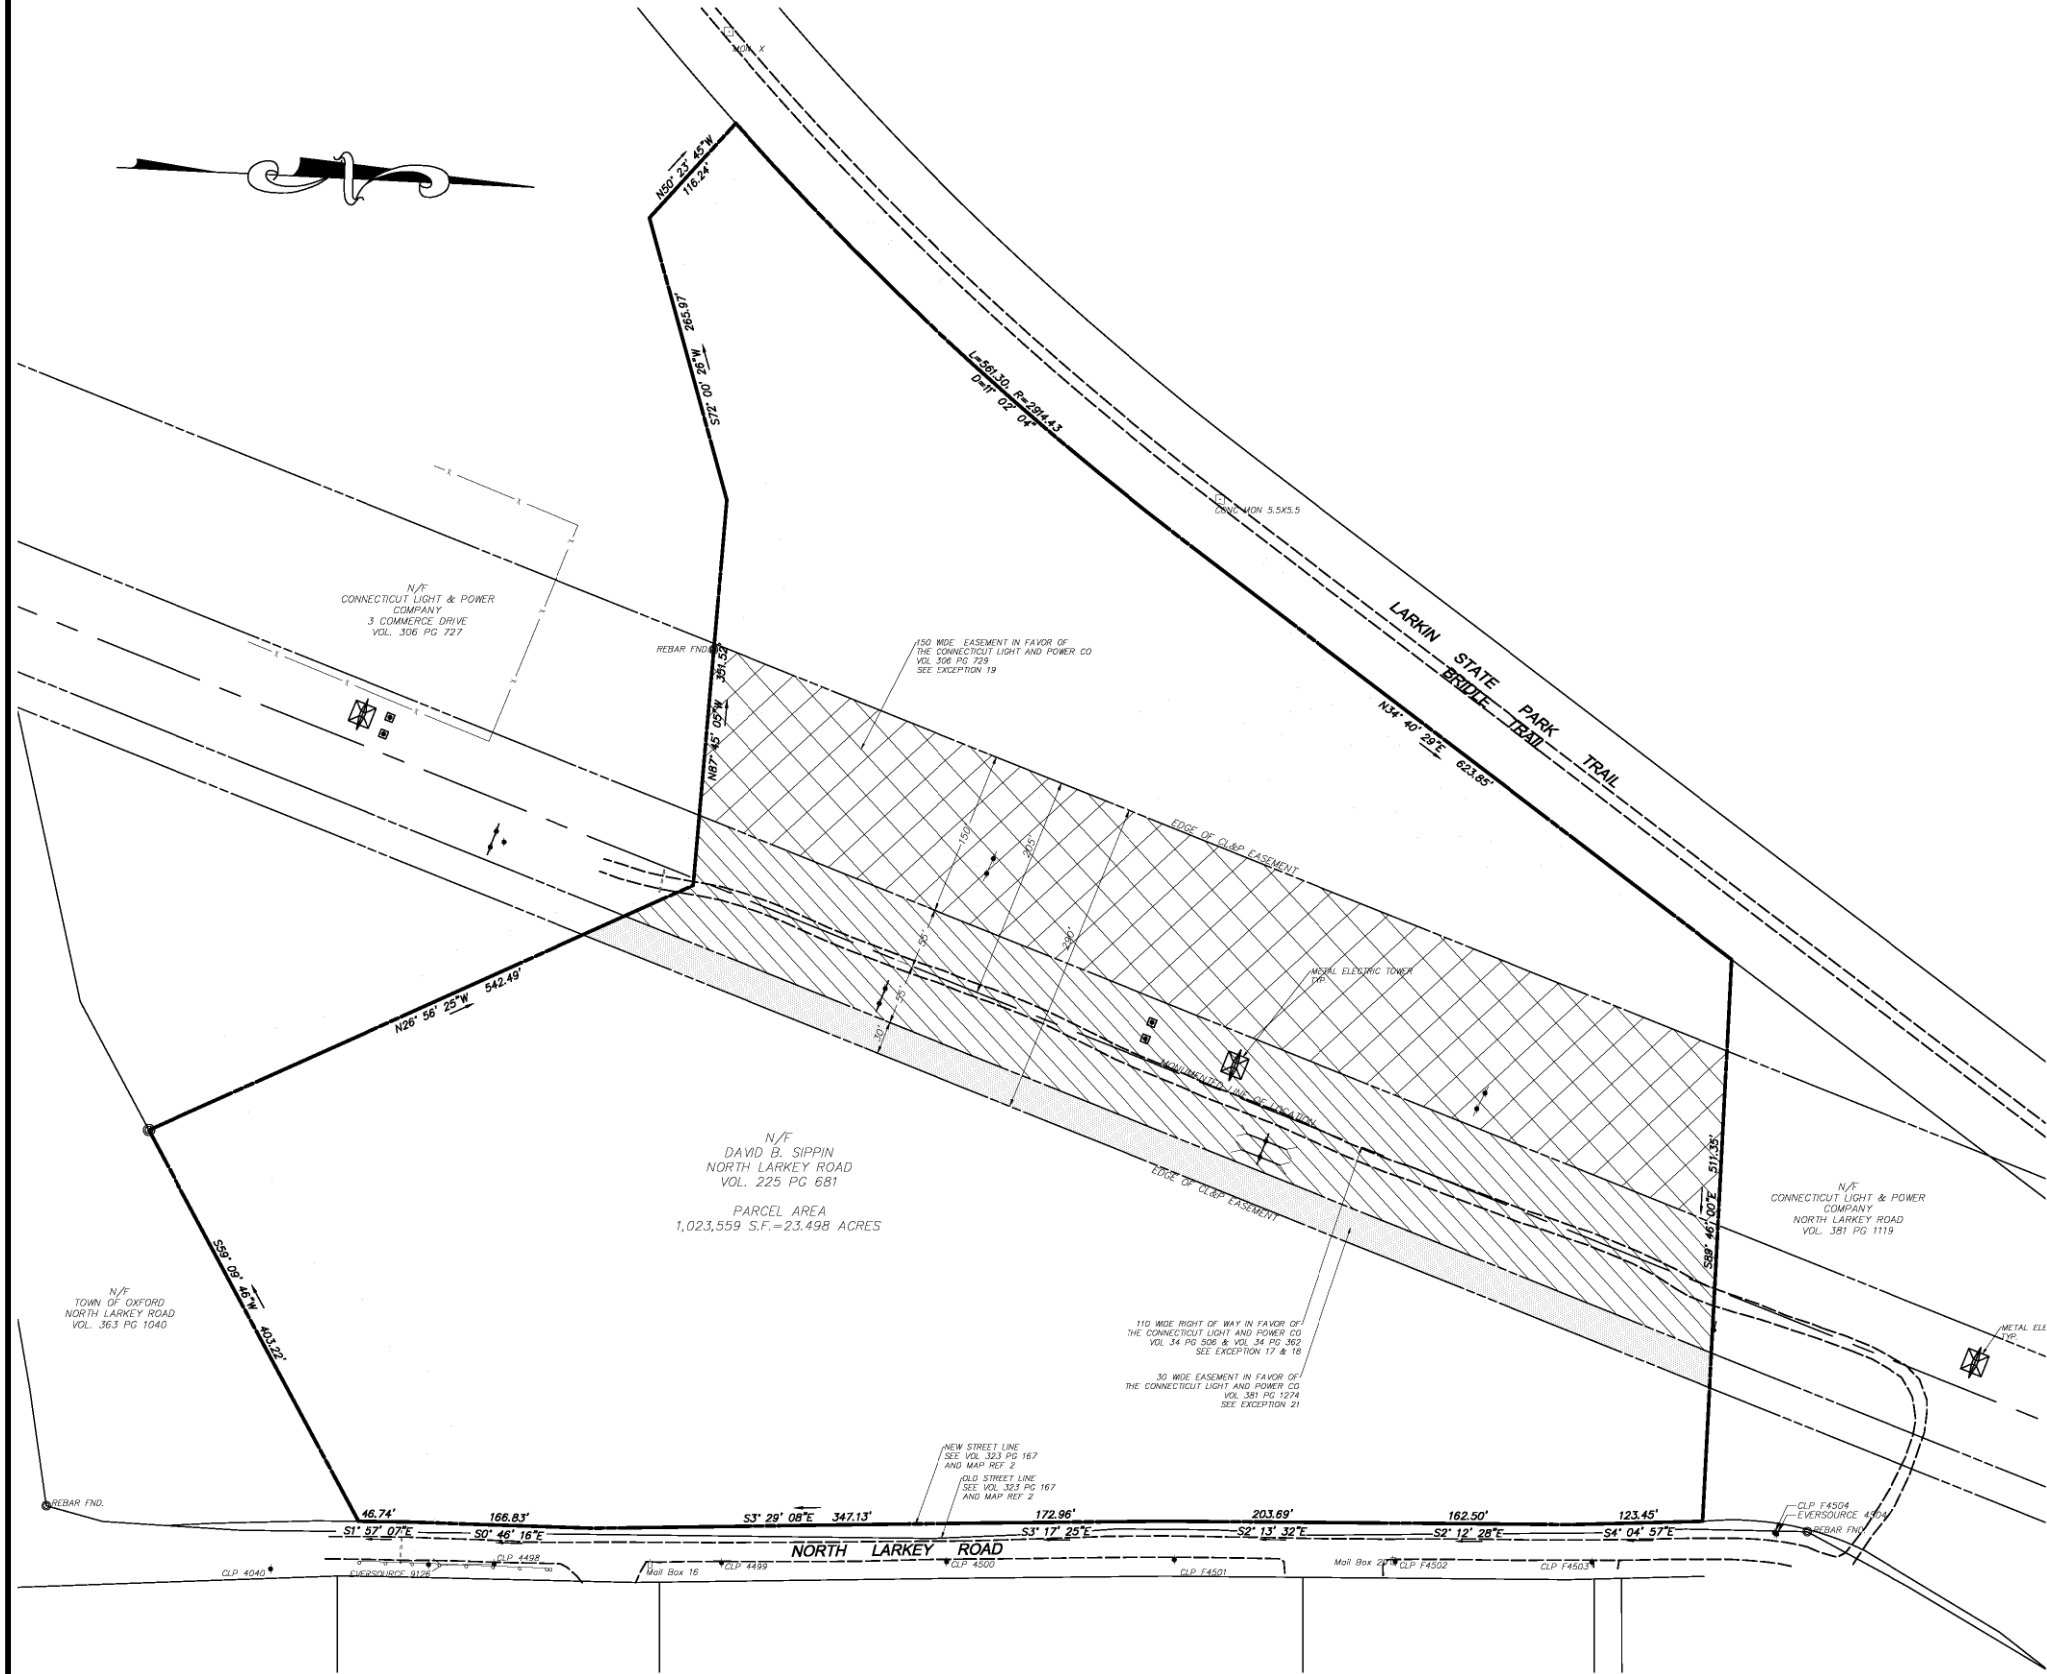 MON X
N50° 23' 45"W
116.24'
S72° 00' 26"W 265.97'
L=561.30, R=2914.43
D=11° 02' 04"
CONC MON 5.5X5.5
LARKIN STATE PARK TRAIL
BRIDLE TRAIL
N34° 40' 29"E 623.85'
N/F
CONNECTICUT LIGHT & POWER
COMPANY
3 COMMERCE DRIVE
VOL. 306 PG 727
REBAR FND.
N87° 45' 05"W 351.52'
150 WIDE EASEMENT IN FAVOR OF
THE CONNECTICUT LIGHT AND POWER CO
VOL 306 PG 729
SEE EXCEPTION 19
EDGE OF CL&P EASEMENT
150'
205'
55'
290'
55'
30'
METAL ELECTRIC TOWER
TYP.
MONUMENTED LINE OF LOCATION
EDGE OF CL&P EASEMENT
N26° 56' 25"W 542.49'
N/F
DAVID B. SIPPIN
NORTH LARKEY ROAD
VOL. 225 PG 681
PARCEL AREA
1,023,559 S.F.=23.498 ACRES
S89° 46' 00"E 511.35'
N/F
CONNECTICUT LIGHT & POWER
COMPANY
NORTH LARKEY ROAD
VOL. 381 PG 1119
S59° 09' 46"W 403.22'
N/F
TOWN OF OXFORD
NORTH LARKEY ROAD
VOL. 363 PG 1040
110 WIDE RIGHT OF WAY IN FAVOR OF
THE CONNECTICUT LIGHT AND POWER CO
VOL 34 PG 506 & VOL 34 PG 362
SEE EXCEPTION 17 & 18
30 WIDE EASEMENT IN FAVOR OF
THE CONNECTICUT LIGHT AND POWER CO
VOL 381 PG 1274
SEE EXCEPTION 21
METAL ELE
TYP.
NEW STREET LINE
SEE VOL 323 PG 167
AND MAP REF 2
OLD STREET LINE
SEE VOL 323 PG 167
AND MAP REF 2
REBAR FND.
46.74' 166.83' S3° 29' 08"E 347.13' 172.96' 203.69' 162.50' 123.45'
CLP F4504
EVERSOURCE 4504
REBAR FND
S1° 57' 07"E S0° 46' 16"E S3° 17' 25"E S2° 13' 32"E S2° 12' 28"E S4° 04' 57"E
NORTH LARKEY ROAD
CLP 4040
EVERSOURCE 9126
CLP 4498
Mail Box 16
CLP 4499
CLP 4500
CLP F4501
Mail Box
CLP F4502
CLP F4503